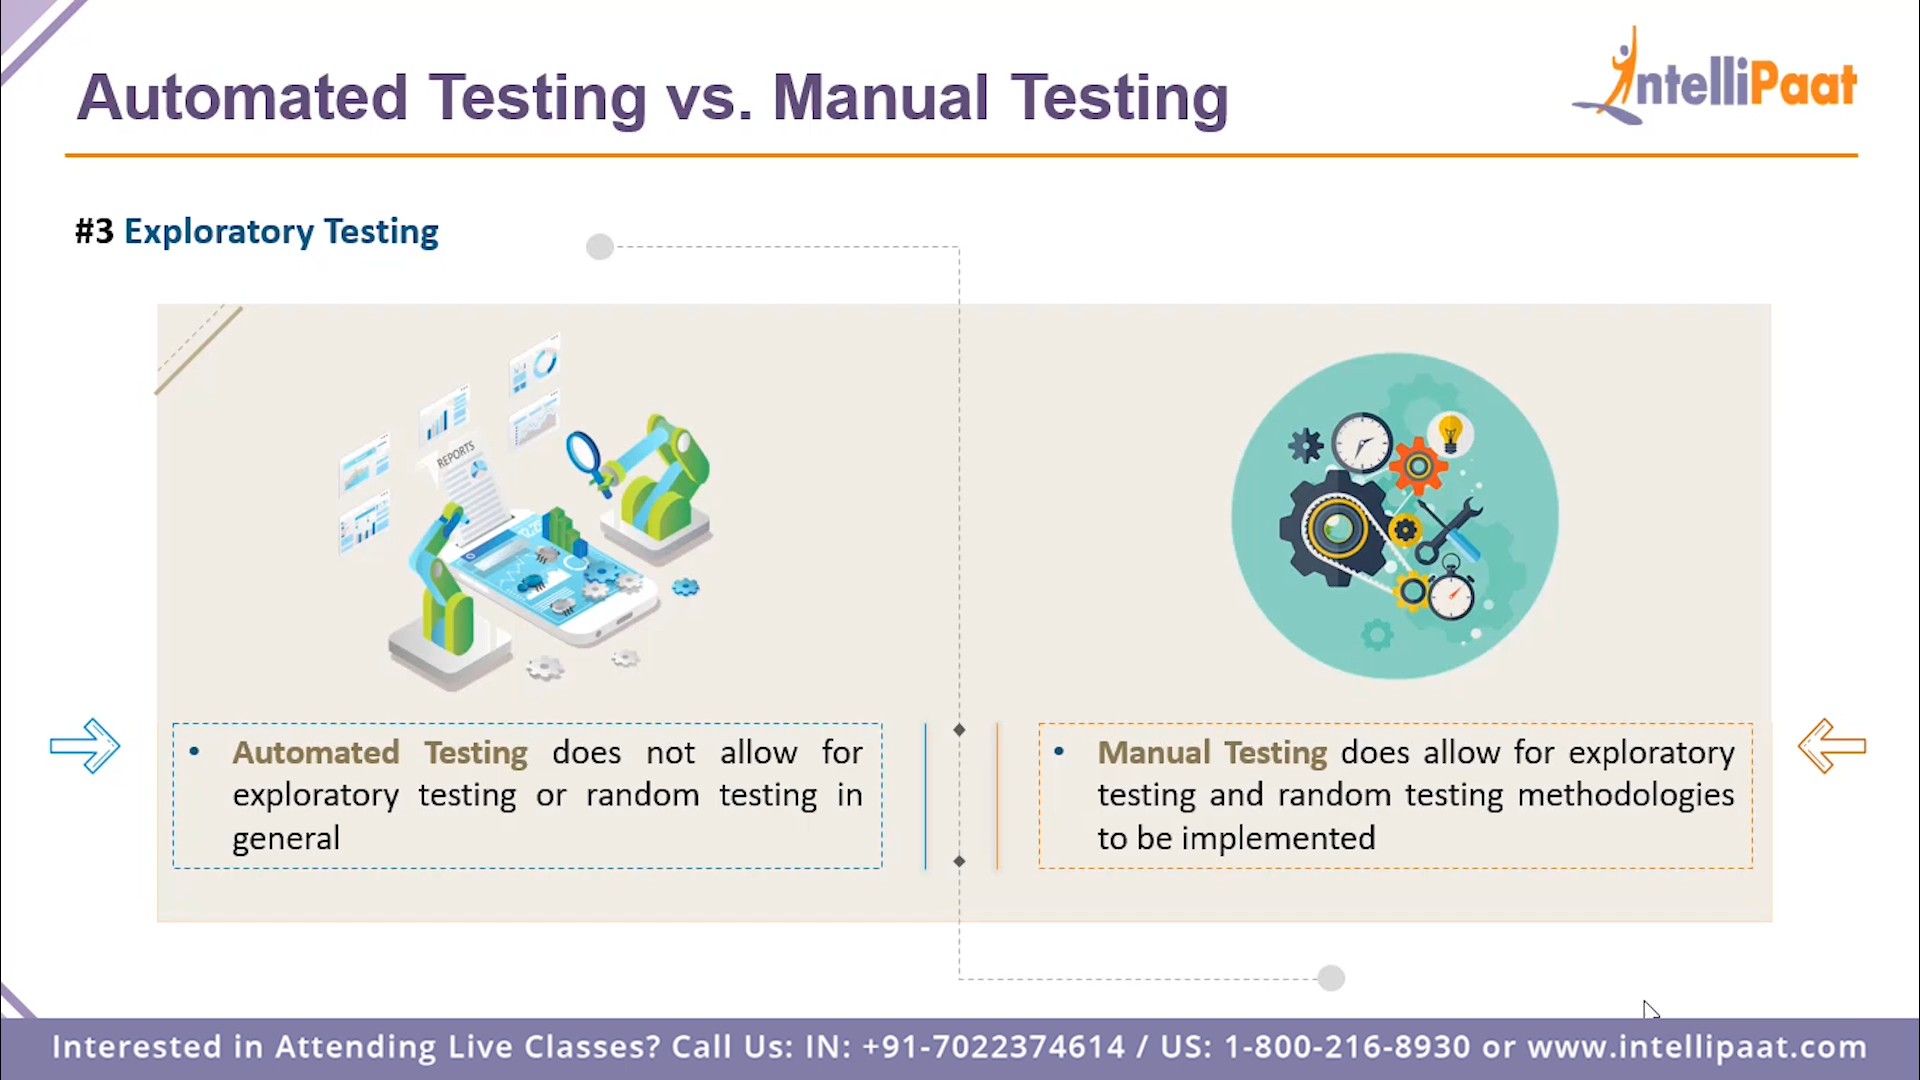 Automated Testing vs. Manual Testing
IntelliPaat
#3 Exploratory Testing
REPORTS
• Automated Testing does not allow for
exploratory testing or random testing in
general
• Manual Testing does allow for exploratory
testing and random testing methodologies
to be implemented
Interested in Attending Live Classes? Call Us: IN: +91-7022374614 / US: 1-800-216-8930 or www.intellipaat.com